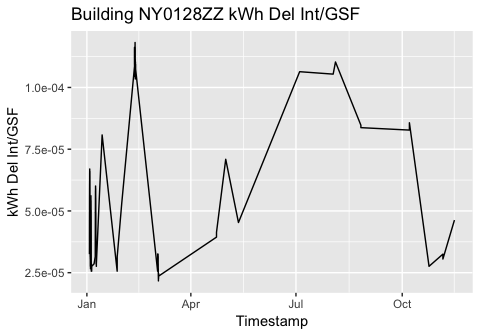 Building NY0128ZZ kWh Del Int/GSF
kWh Del Int/GSF
1.0e-04
7.5e-05
5.0e-05
2.5e-05
Jan Apr Jul Oct
Timestamp